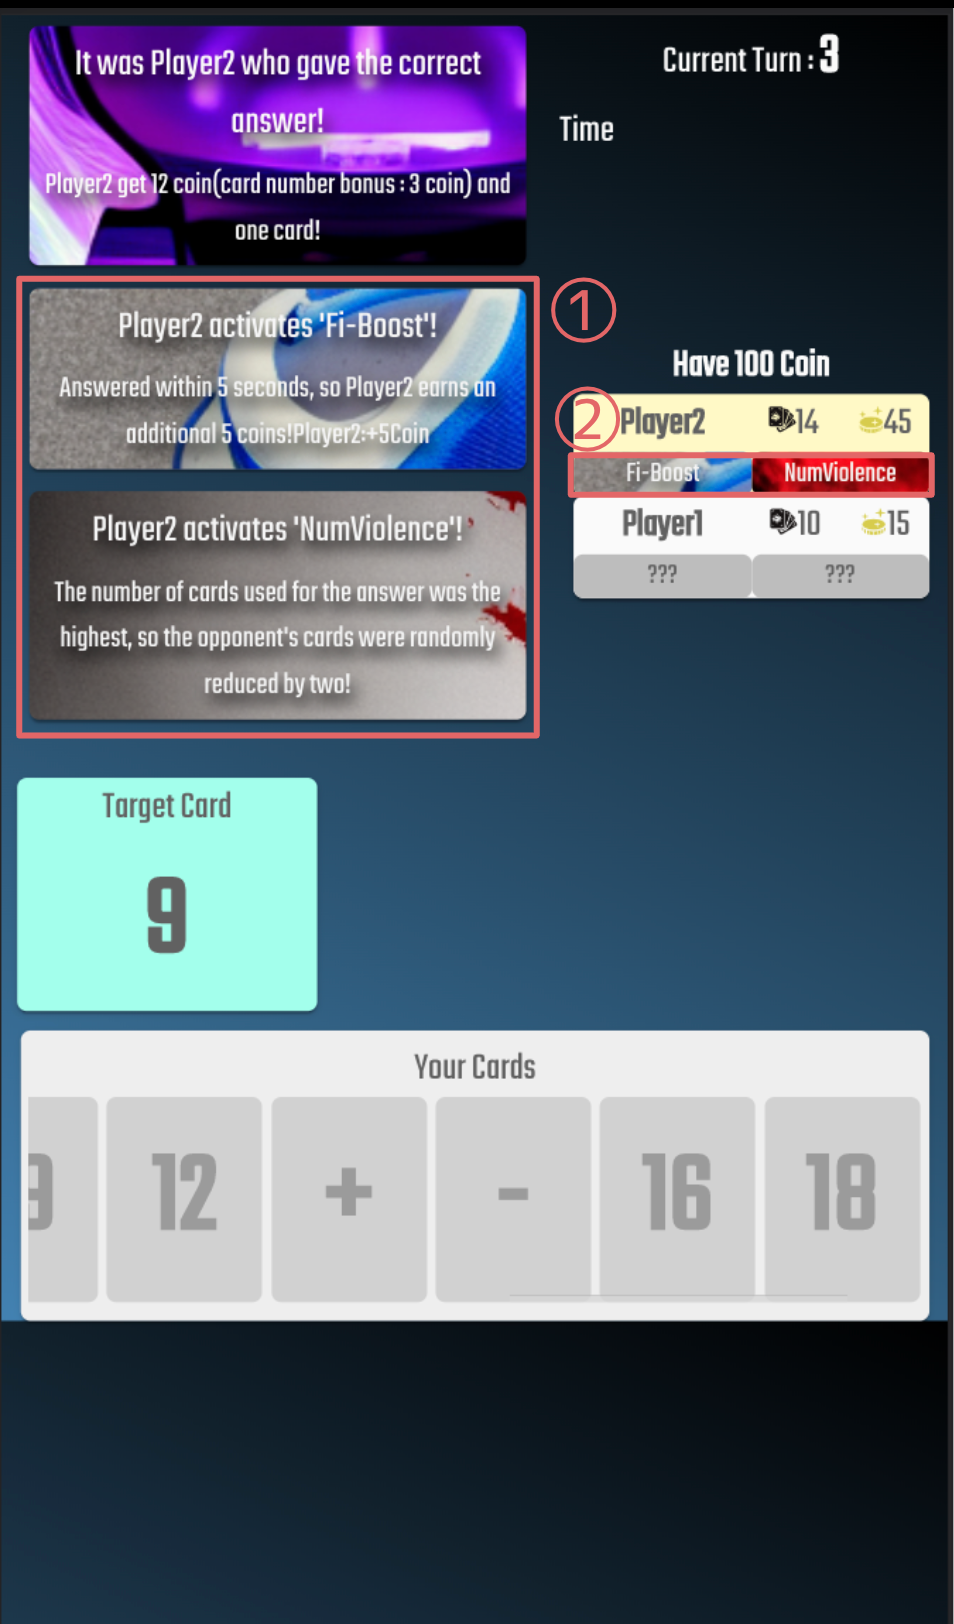 It was Player2 who gave the correct
answer!
Player2 get 12 coin(card number bonus : 3 coin) and
one card!
Current Turn : 3
Time
①
Player2 activates 'Fi-Boost'!
Answered within 5 seconds, so Player2 earns an
additional 5 coins!Player2:+5Coin
Player2 activates 'NumViolence'!
The number of cards used for the answer was the
highest, so the opponent's cards were randomly
reduced by two!
Have 100 Coin
② Player2 14 45
Fi-Boost NumViolence
Player1 10 15
??? ???
Target Card
9
Your Cards
9 12 + - 16 18